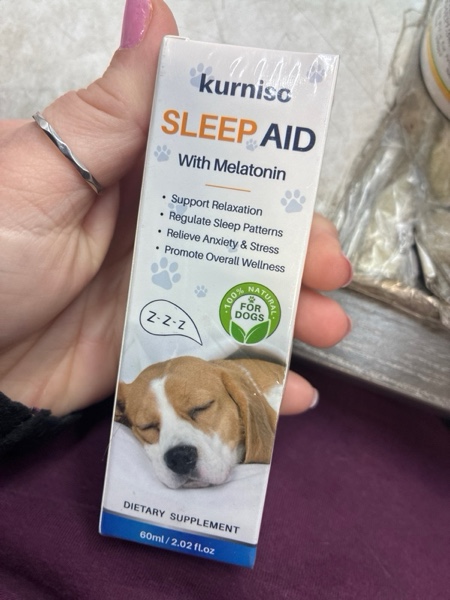 kurnisc
SLEEP AID
With Melatonin
• Support Relaxation
• Regulate Sleep Patterns
• Relieve Anxiety & Stress
• Promote Overall Wellness
100% NATURAL
FOR
DOGS
Z-Z-Z
DIETARY SUPPLEMENT
60ml / 2.02 fl.oz